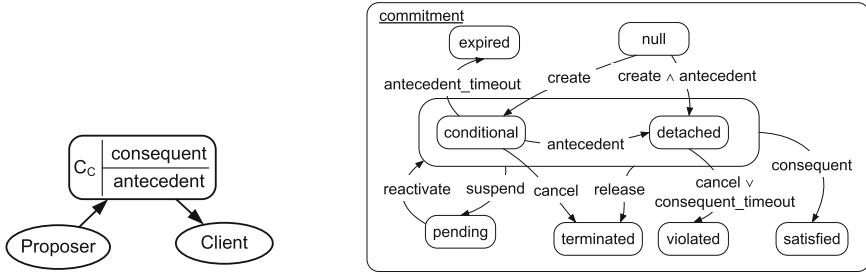 C_C
consequent
antecedent
Proposer
Client
commitment
expired
null
antecedent_timeout
create
create ∧ antecedent
conditional
antecedent
detached
consequent
reactivate
suspend
cancel
release
cancel ∨
consequent_timeout
pending
terminated
violated
satisfied